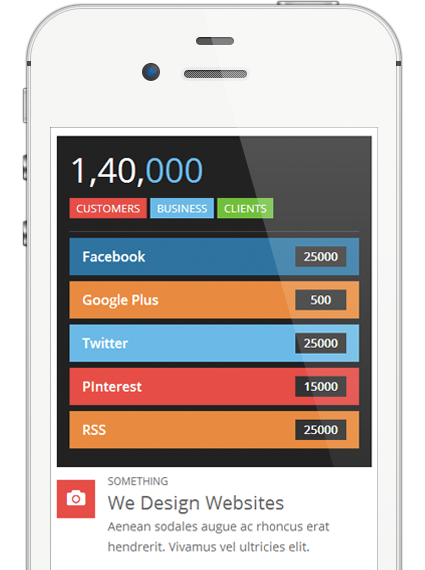 1,40,000
CUSTOMERS BUSINESS CLIENTS
Facebook 25000
Google Plus 500
Twitter 25000
PInterest 15000
RSS 25000
SOMETHING
We Design Websites
Aenean sodales augue ac rhoncus erat
hendrerit. Vivamus vel ultricies elit.